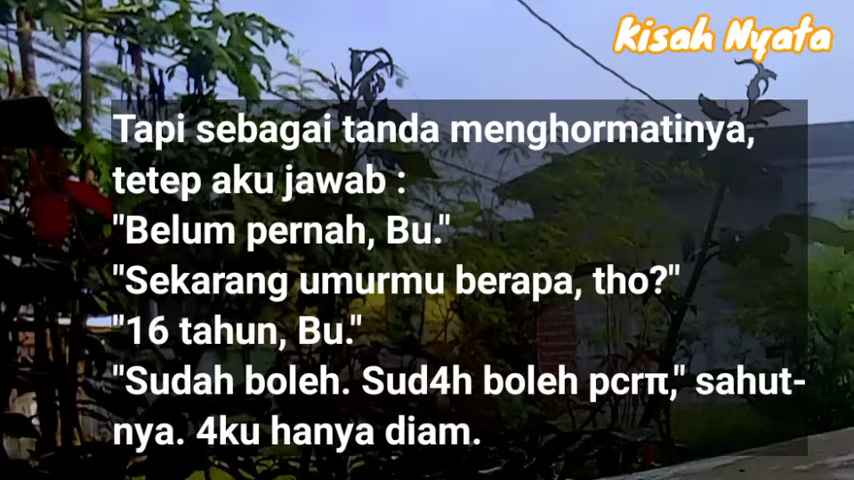 Kisah Nyata
Tapi sebagai tanda menghormatinya,
tetep aku jawab :
"Belum pernah, Bu."
"Sekarang umurmu berapa, tho?"
"16 tahun, Bu."
"Sudah boleh. Sud4h boleh pcrπ," sahut-
nya. 4ku hanya diam.